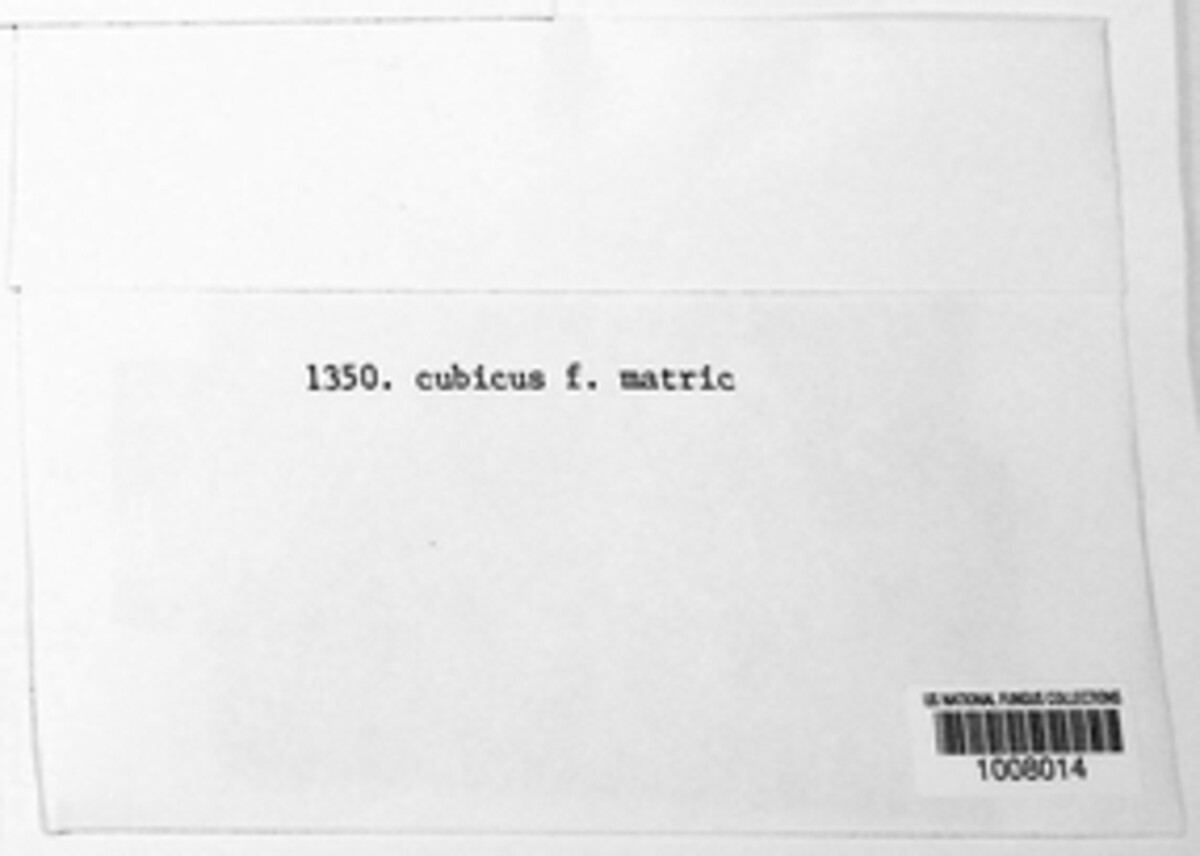 1350. cubicus f. matric
US NATIONAL FUNGUS COLLECTIONS
1008014